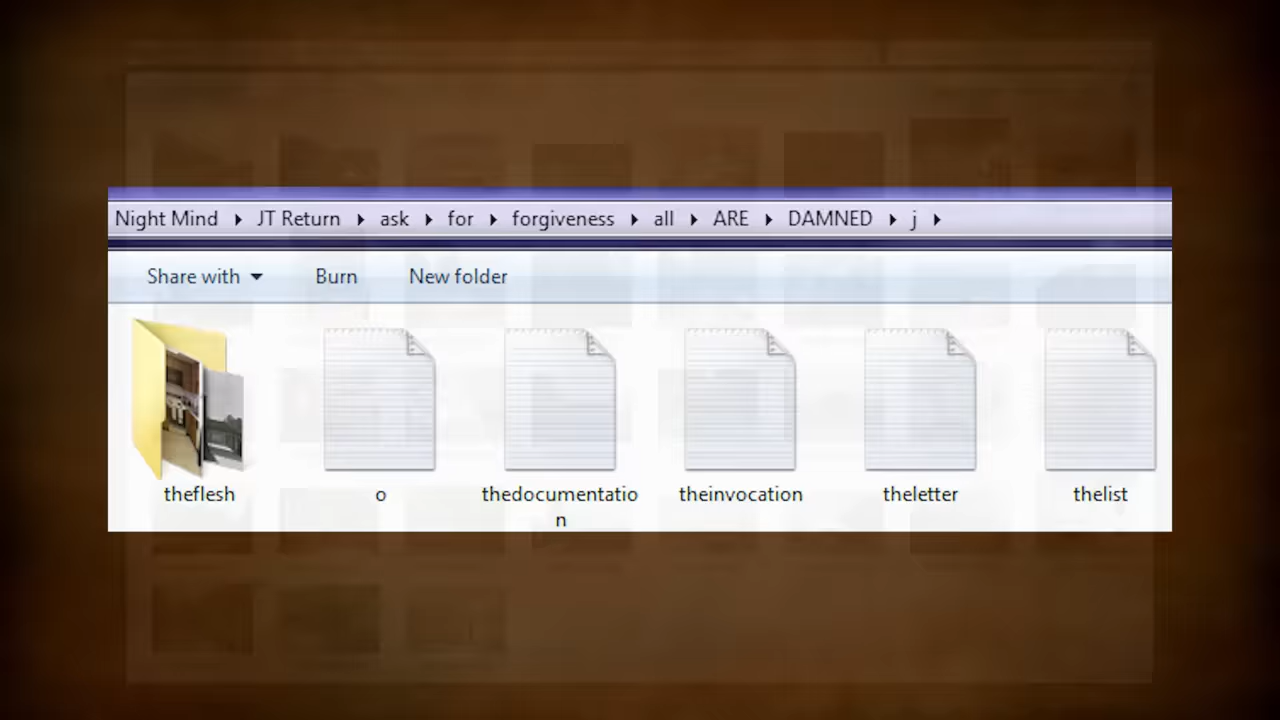 Night Mind JT Return ask for forgiveness all ARE DAMNED j
Share with Burn New folder
theflesh o thedocumentatio theinvocation theletter thelist
n